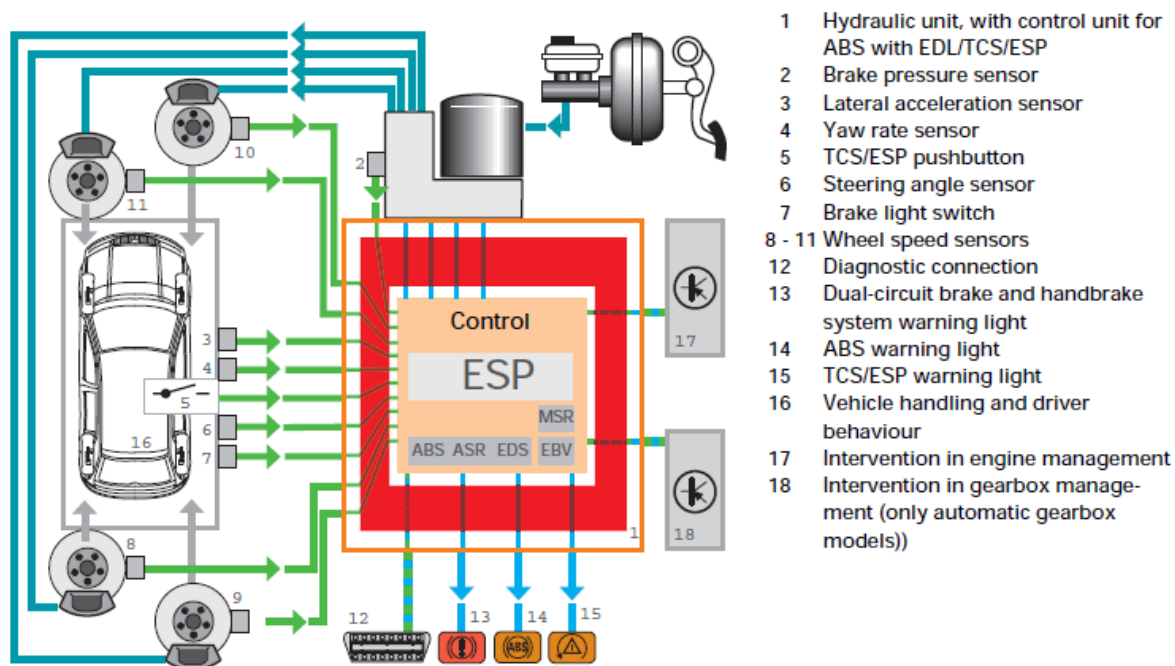 10
2
11
3
4
5
6
16
7
8
9
Control
ESP
MSR
ABS ASR EDS EBV
17
18
1
12
13
14
ABS
15
1 Hydraulic unit, with control unit for
ABS with EDL/TCS/ESP
2 Brake pressure sensor
3 Lateral acceleration sensor
4 Yaw rate sensor
5 TCS/ESP pushbutton
6 Steering angle sensor
7 Brake light switch
8 - 11 Wheel speed sensors
12 Diagnostic connection
13 Dual-circuit brake and handbrake
system warning light
14 ABS warning light
15 TCS/ESP warning light
16 Vehicle handling and driver
behaviour
17 Intervention in engine management
18 Intervention in gearbox manage-
ment (only automatic gearbox
models))